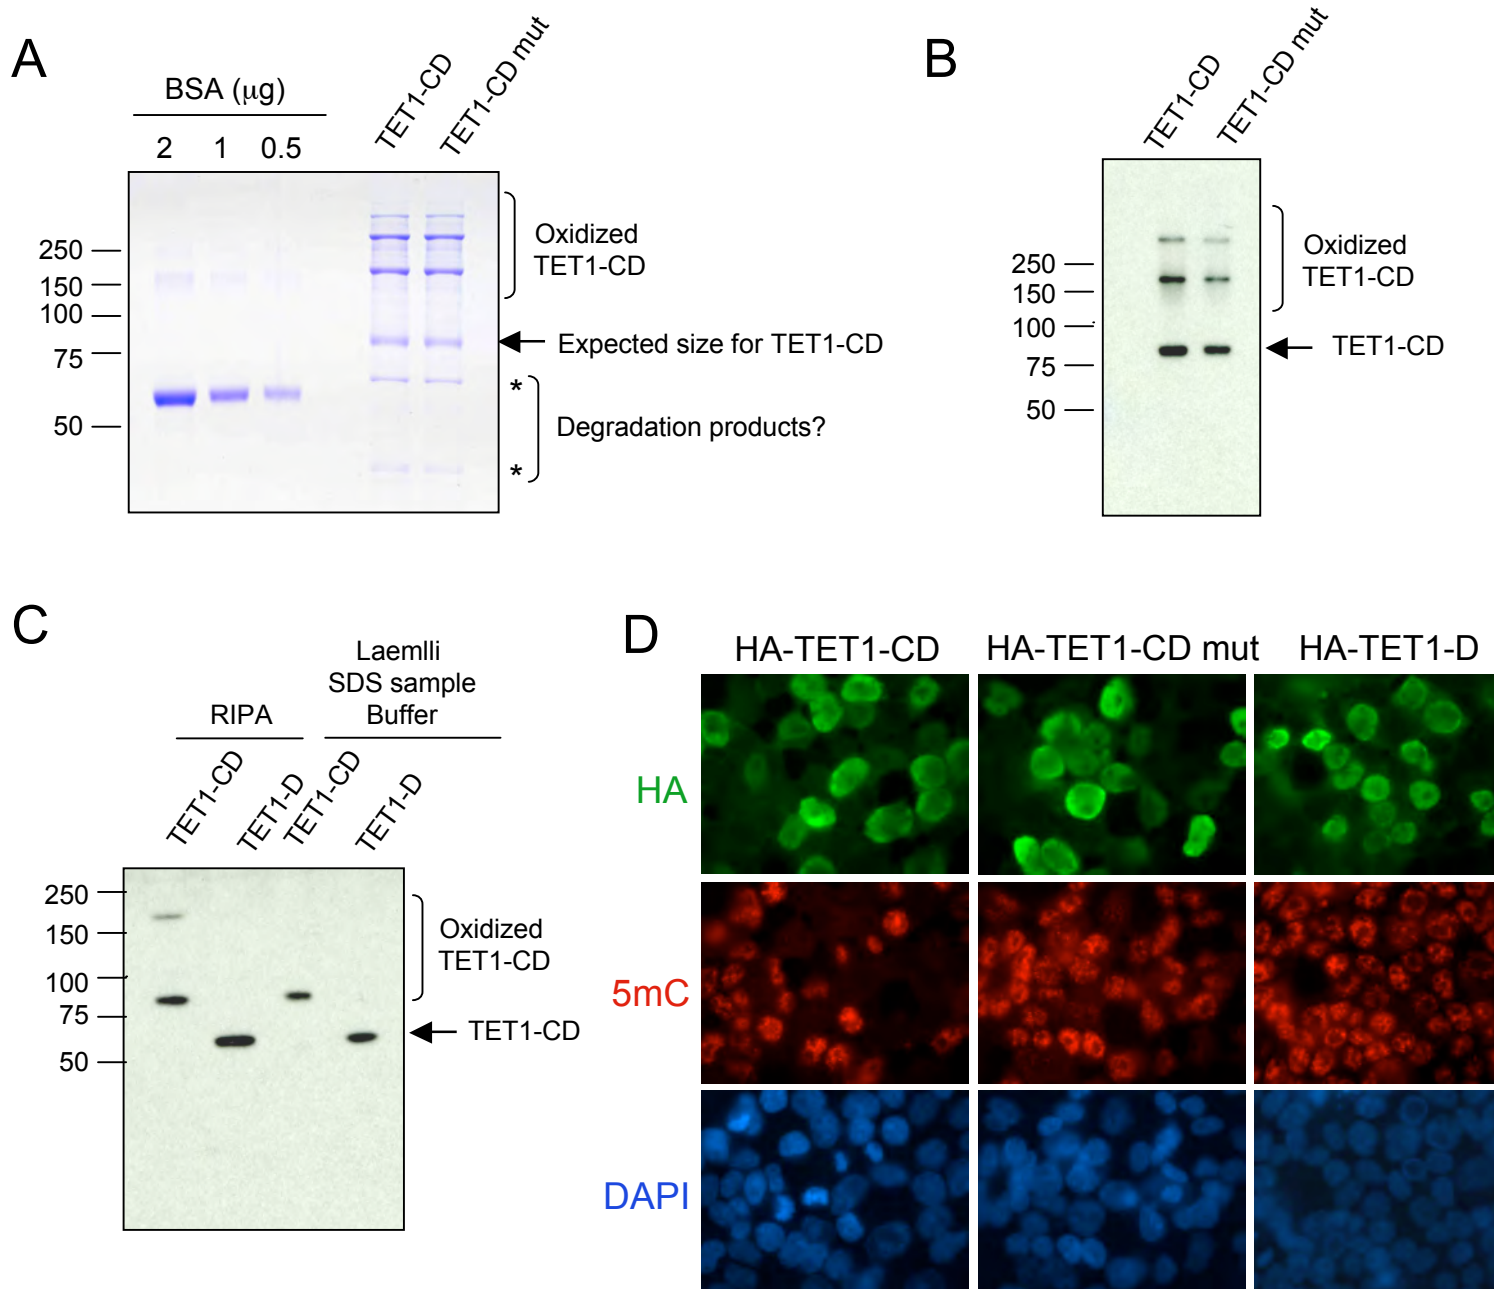 A
BSA (μg)
2 1 0.5
TET1-CD
TET1-CD mut
250
150
100
75
50
Oxidized
TET1-CD
Expected size for TET1-CD
*
Degradation products?
*
B
TET1-CD
TET1-CD mut
250
150
100
75
50
Oxidized
TET1-CD
TET1-CD
C
RIPA
Laemlli
SDS sample
Buffer
TET1-CD
TET1-D
TET1-CD
TET1-D
250
150
100
75
50
Oxidized
TET1-CD
TET1-CD
D
HA-TET1-CD
HA-TET1-CD mut
HA-TET1-D
HA
5mC
DAPI